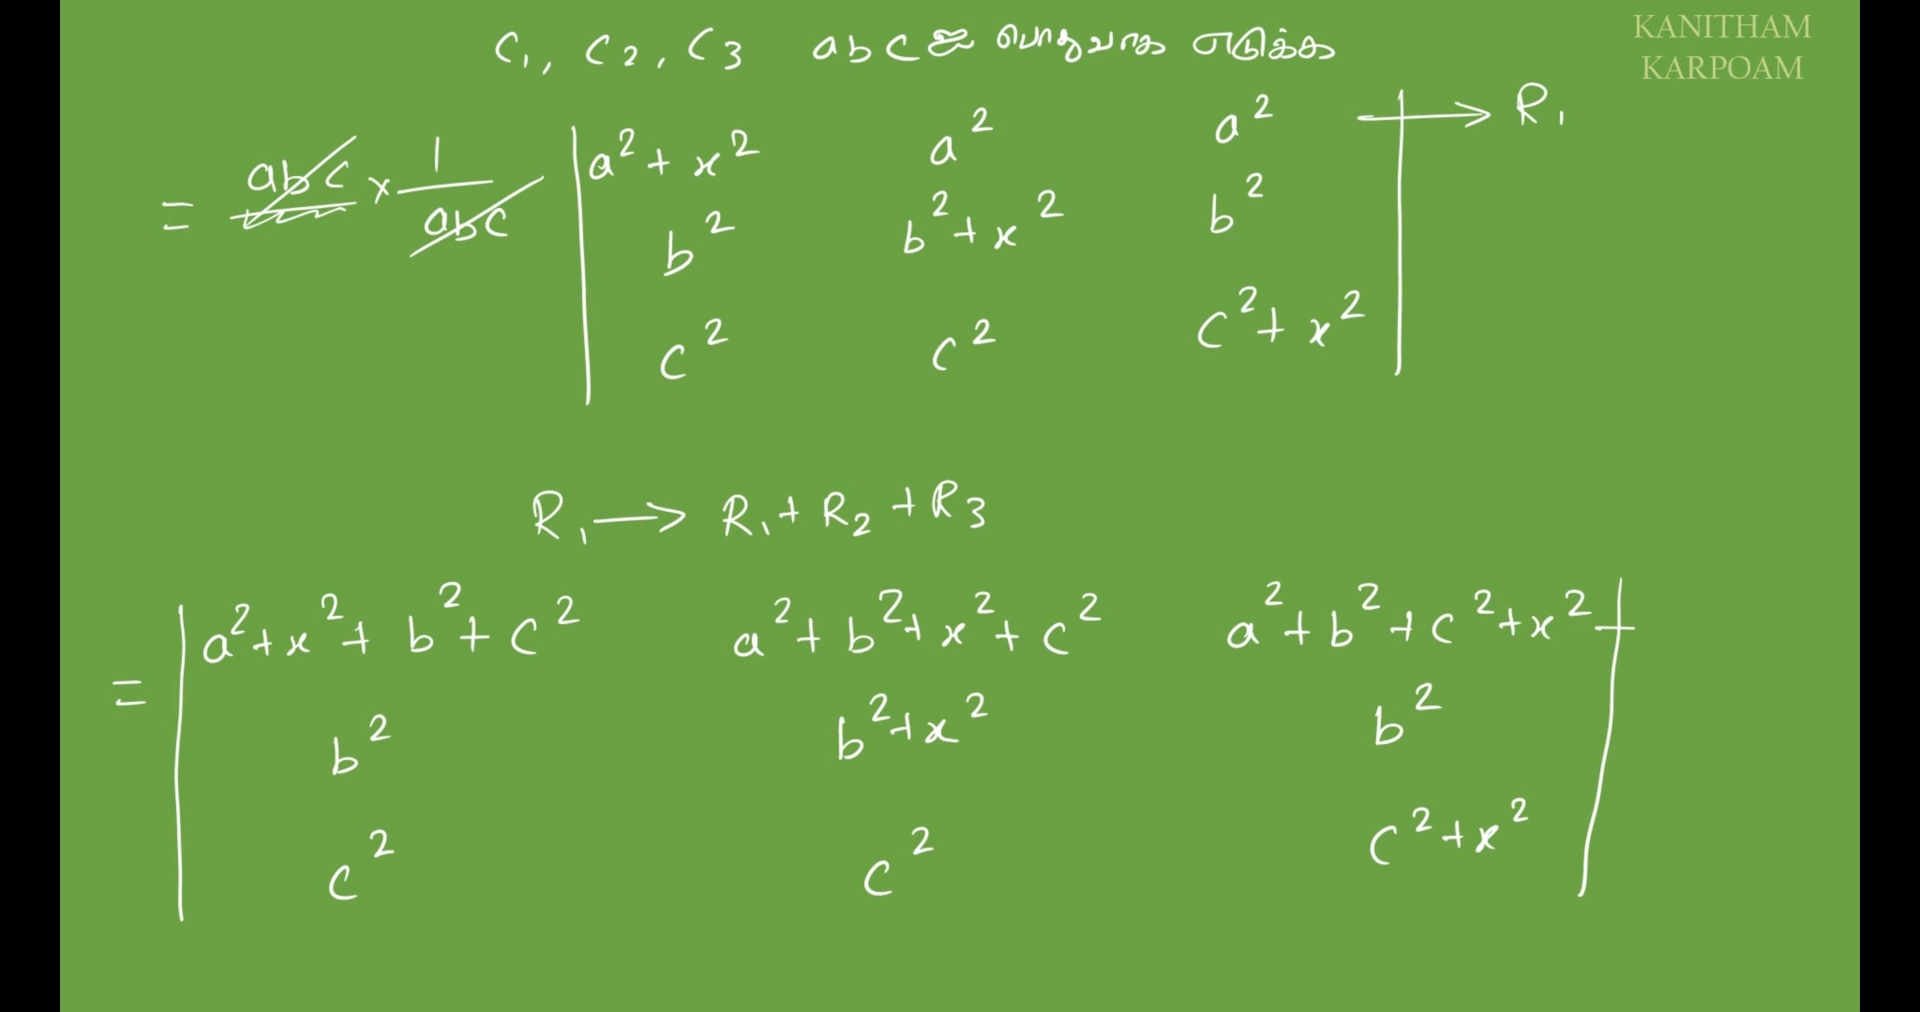 KANITHAM
KARPOAM
C₁, C₂, C₃ abc ஐ பொதுவாக எடுக்க
= abc × 1/abc | a²+x² a² a² | → R₁
b² b²+x² b²
c² c² c²+x²
R₁ → R₁+R₂+R₃
= | a²+x²+b²+c² a²+b²+x²+c² a²+b²+c²+x² |
b² b²+x² b²
c² c² c²+x²